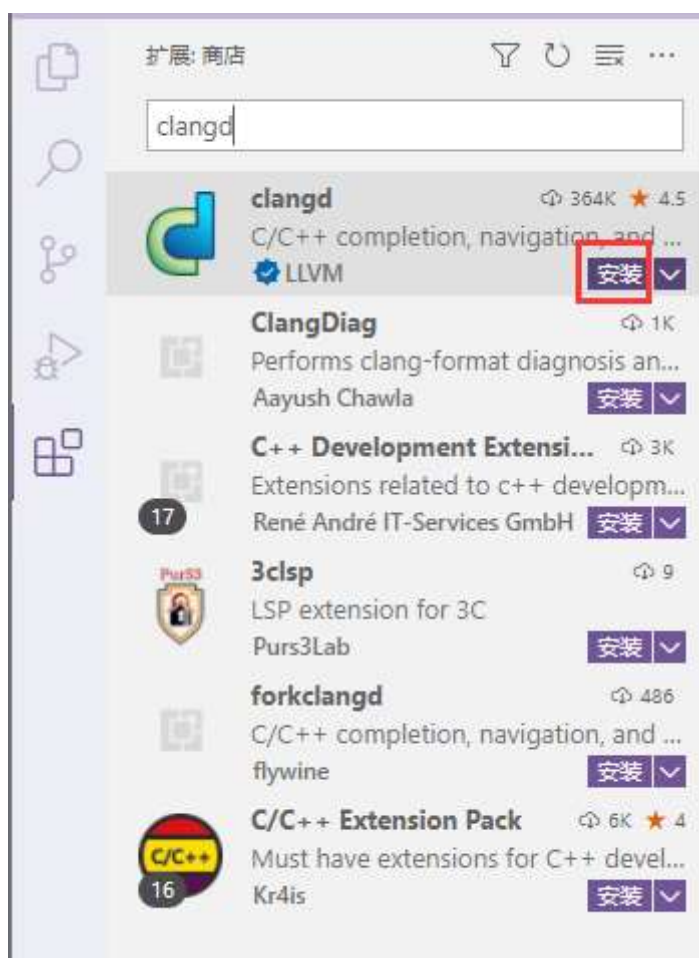 扩展: 商店
clangd
clangd 364K ★ 4.5
C/C++ completion, navigation, and ...
LLVM 安装
ClangDiag 1K
Performs clang-format diagnosis an...
Aayush Chawla 安装
C++ Development Extensi... 3K
Extensions related to c++ developm...
17 René André IT-Services GmbH 安装
PurS3 3clsp 9
LSP extension for 3C
Purs3Lab 安装
forkclangd 486
C/C++ completion, navigation, and ...
flywine 安装
C/C++ Extension Pack 6K ★ 4
C/C++ Must have extensions for C++ devel...
16 Kr4is 安装